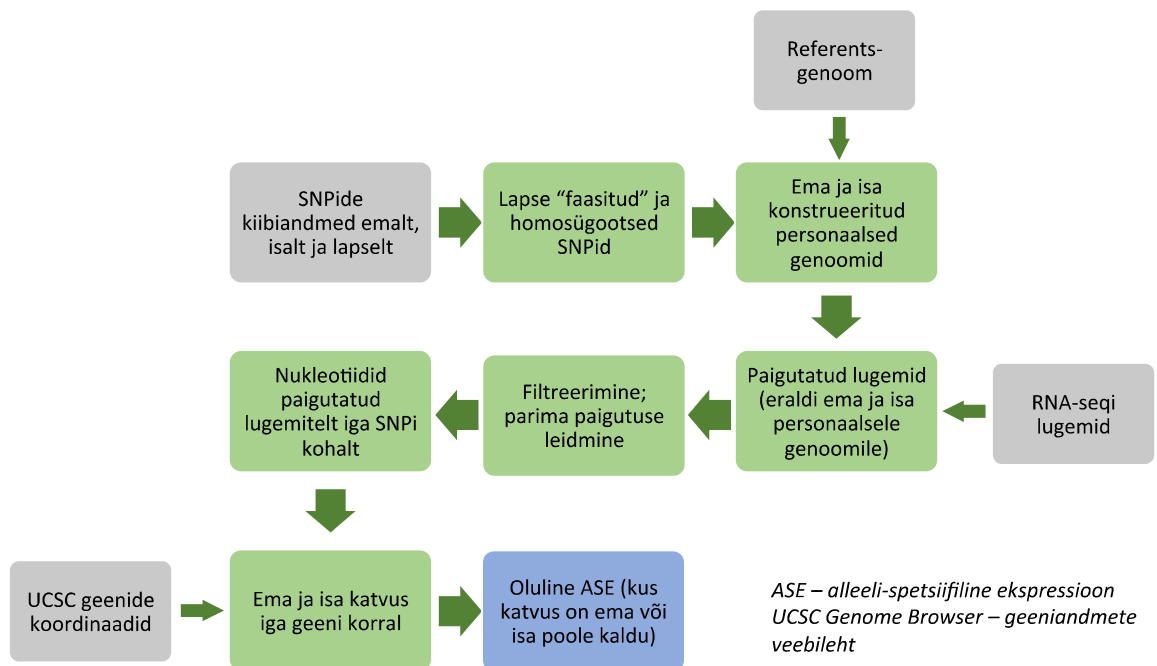 Referents-
genoom
SNPide
kiibiandmed emalt,
isalt ja lapselt
Lapse “faasitud” ja
homosügootsed
SNPid
Ema ja isa
konstrueeritud
personaalsed
genoomid
Nukleotiidid
paigutatud
lugemitelt iga SNPi
kohalt
Filtreerimine;
parima paigutuse
leidmine
Paigutatud lugemid
(eraldi ema ja isa
personaalsele
genoomile)
RNA-seqi
lugemid
UCSC geenide
koordinaadid
Ema ja isa katvus
iga geeni korral
Oluline ASE (kus
katvus on ema või
isa poole kaldu)
ASE – alleeli-spetsiifiline ekspressioon
UCSC Genome Browser – geeniandmete
veebileht